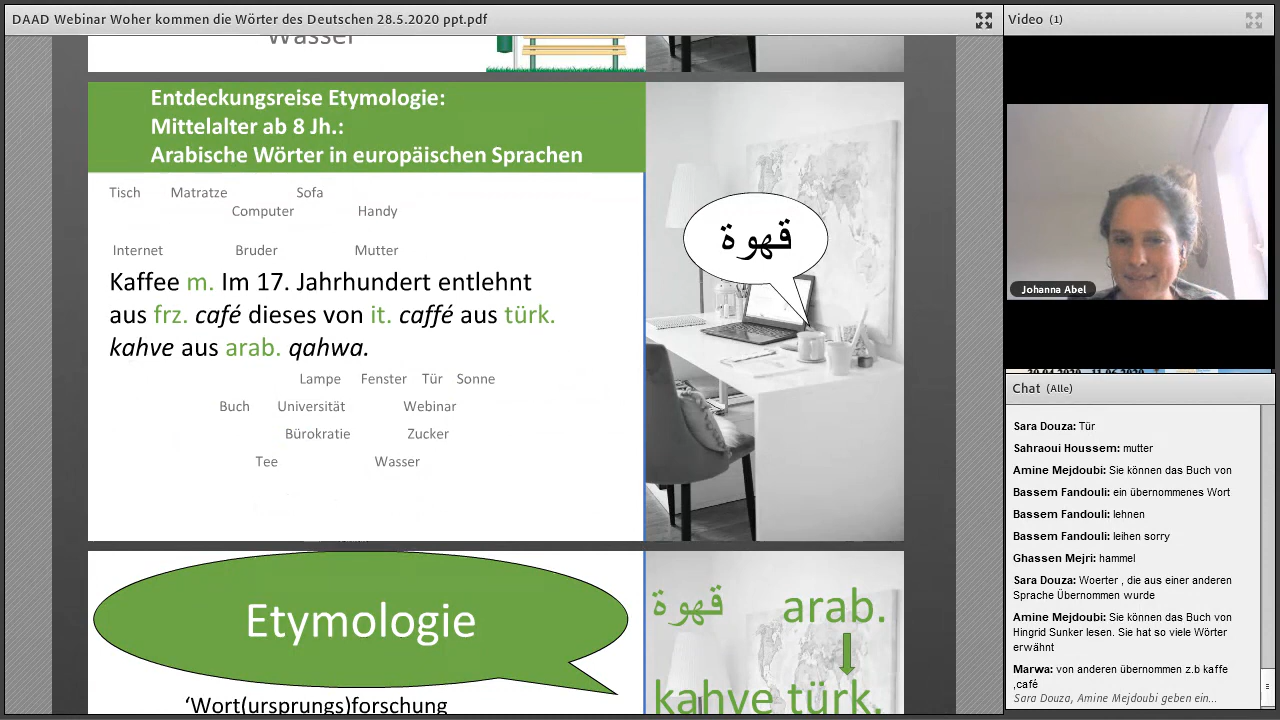 DAAD Webinar Woher kommen die Wörter des Deutschen 28.5.2020 ppt.pdf
Wasser
Entdeckungsreise Etymologie:
Mittelalter ab 8 Jh.:
Arabische Wörter in europäischen Sprachen
Tisch Matratze Sofa
Computer Handy
Internet Bruder Mutter
Kaffee m. Im 17. Jahrhundert entlehnt
aus frz. café dieses von it. caffé aus türk.
kahve aus arab. qahwa.
Lampe Fenster Tür Sonne
Buch Universität Webinar
Bürokratie Zucker
Tee Wasser
قهوة
Etymologie
‘Wort(ursprungs)forschung
قهوة arab.
kahve türk.
Video (1)
Johanna Abel
30.04.2020 - 11.06.2020
Chat (Alle)
Sara Douza: Tür
Sahraoui Houssem: mutter
Amine Mejdoubi: Sie können das Buch von
Bassem Fandouli: ein übernommenes Wort
Bassem Fandouli: lehnen
Bassem Fandouli: leihen sorry
Ghassen Mejri: hammel
Sara Douza: Woerter , die aus einer anderen
Sprache Übernommen wurde
Amine Mejdoubi: Sie können das Buch von
Hingrid Sunker lesen. Sie hat so viele Wörter
erwähnt
Marwa: von anderen übernommen z.b kaffe
,café
Sara Douza, Amine Mejdoubi geben ein...